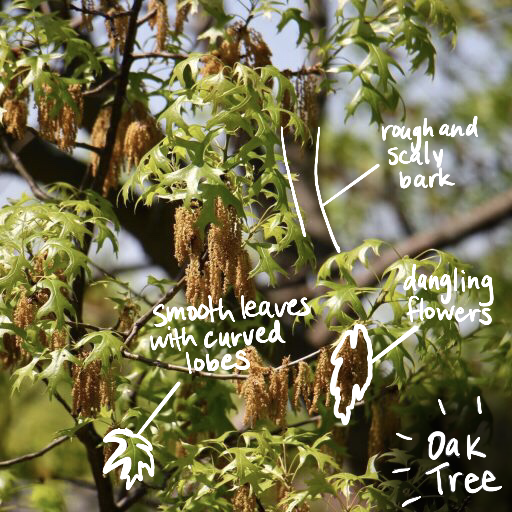 rough and
scaly
bark
dangling
flowers
smooth leaves
with curved
lobes
Oak
Tree